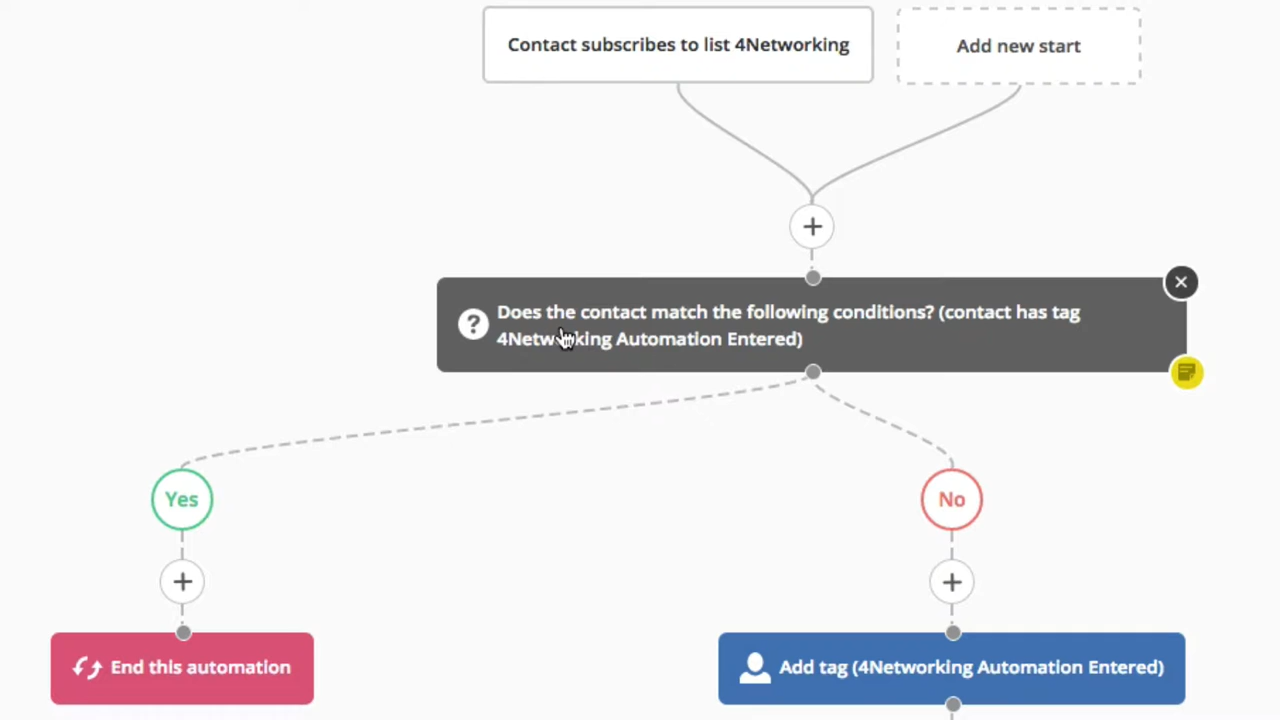 Contact subscribes to list 4Networking
Add new start
Does the contact match the following conditions? (contact has tag
4Networking Automation Entered)
Yes
No
End this automation
Add tag (4Networking Automation Entered)